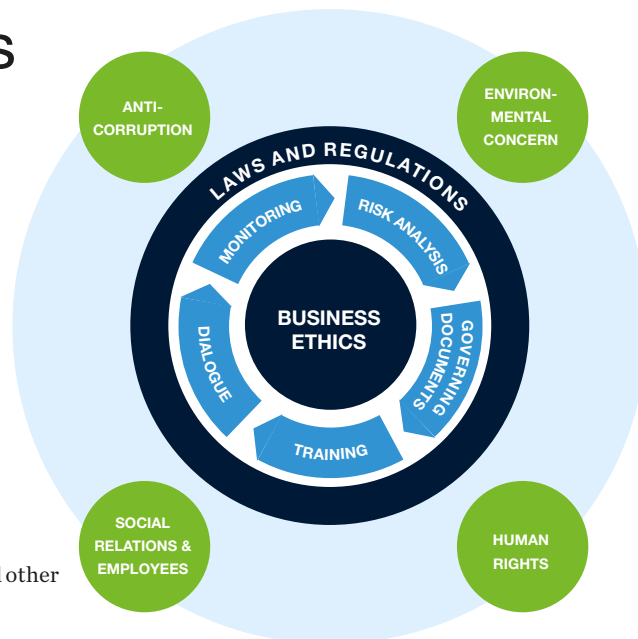 S
ANTI-
CORRUPTION
ENVIRON-
MENTAL
CONCERN
LAWS AND REGULATIONS
MONITORING
RISK ANALYSIS
GOVERNING
DOCUMENTS
TRAINING
DIALOGUE
BUSINESS
ETHICS
SOCIAL
RELATIONS &
EMPLOYEES
HUMAN
RIGHTS
other